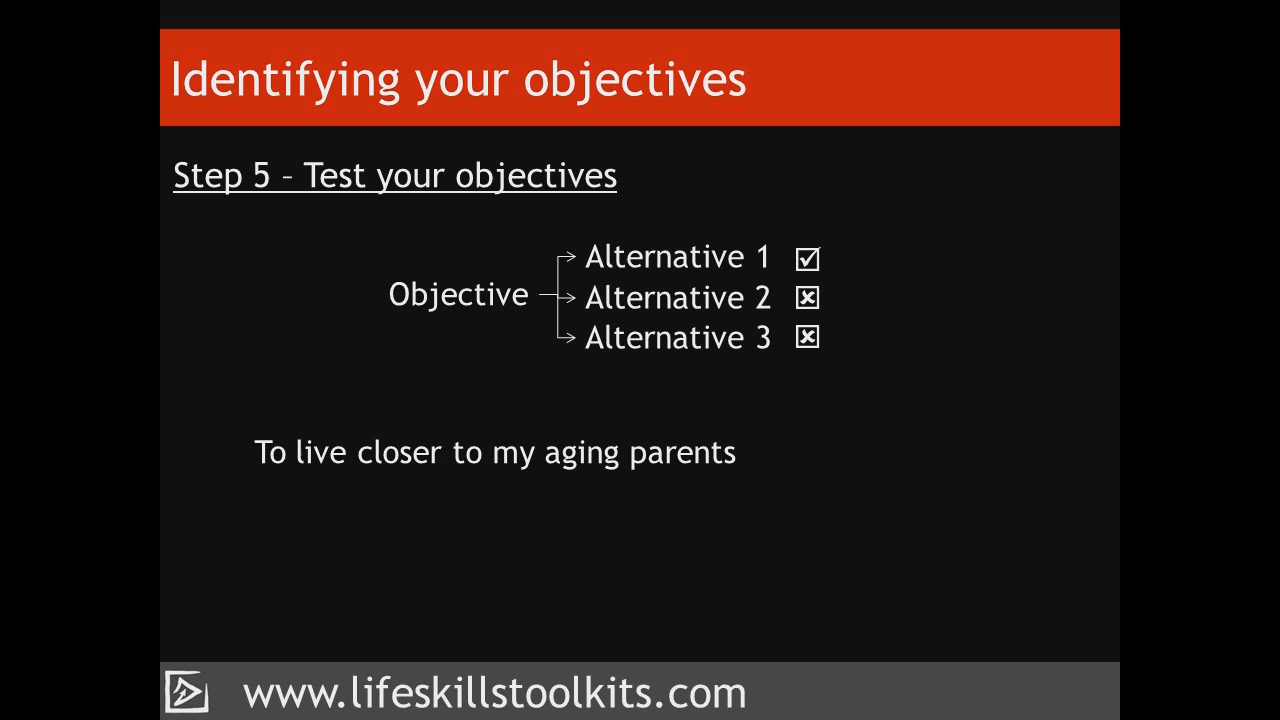 Identifying your objectives
Step 5 – Test your objectives
Alternative 1
Objective
Alternative 2
Alternative 3
To live closer to my aging parents
www.lifeskillstoolkits.com